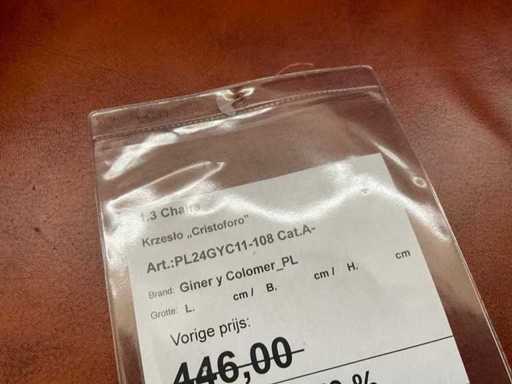 1.3 Chairs
Krzesło „Cristoforo”
Art.:PL24GYC11-108 Cat.A-
Brand: Giner y Colomer_PL
Grotte: L. cm / B. cm / H. cm
Vorige prijs:
446,00
%